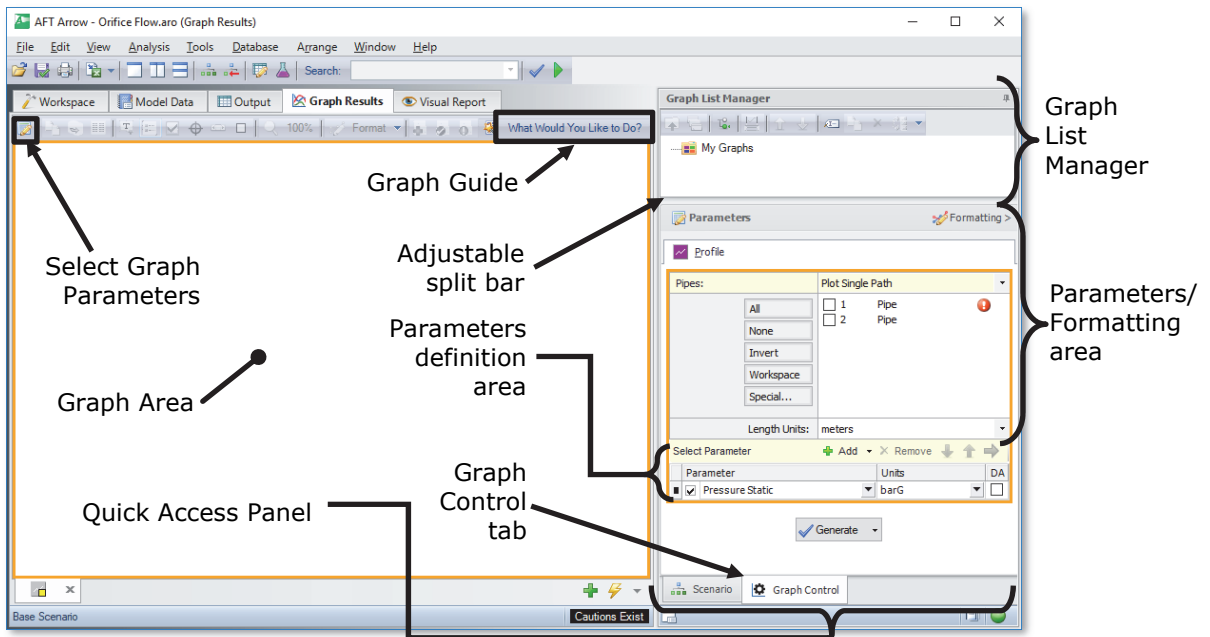 AFT Arrow - Orifice Flow.aro (Graph Results)
File Edit View Analysis Tools Database Arrange Window Help
Search:
Workspace Model Data Output Graph Results Visual Report
100% Format What Would You Like to Do?
Graph List Manager
My Graphs
Graph
List
Manager
Graph Guide
Adjustable
split bar
Select Graph
Parameters
Parameters
definition
area
Graph Area
Graph
Control
tab
Quick Access Panel
Parameters Formatting >
Profile
Pipes: Plot Single Path
All
None
Invert
Workspace
Special...
1 Pipe
2 Pipe
Length Units: meters
Select Parameter Add Remove
Parameter Units DA
Pressure Static barG
Generate
Parameters/
Formatting
area
Scenario Graph Control
Base Scenario Cautions Exist